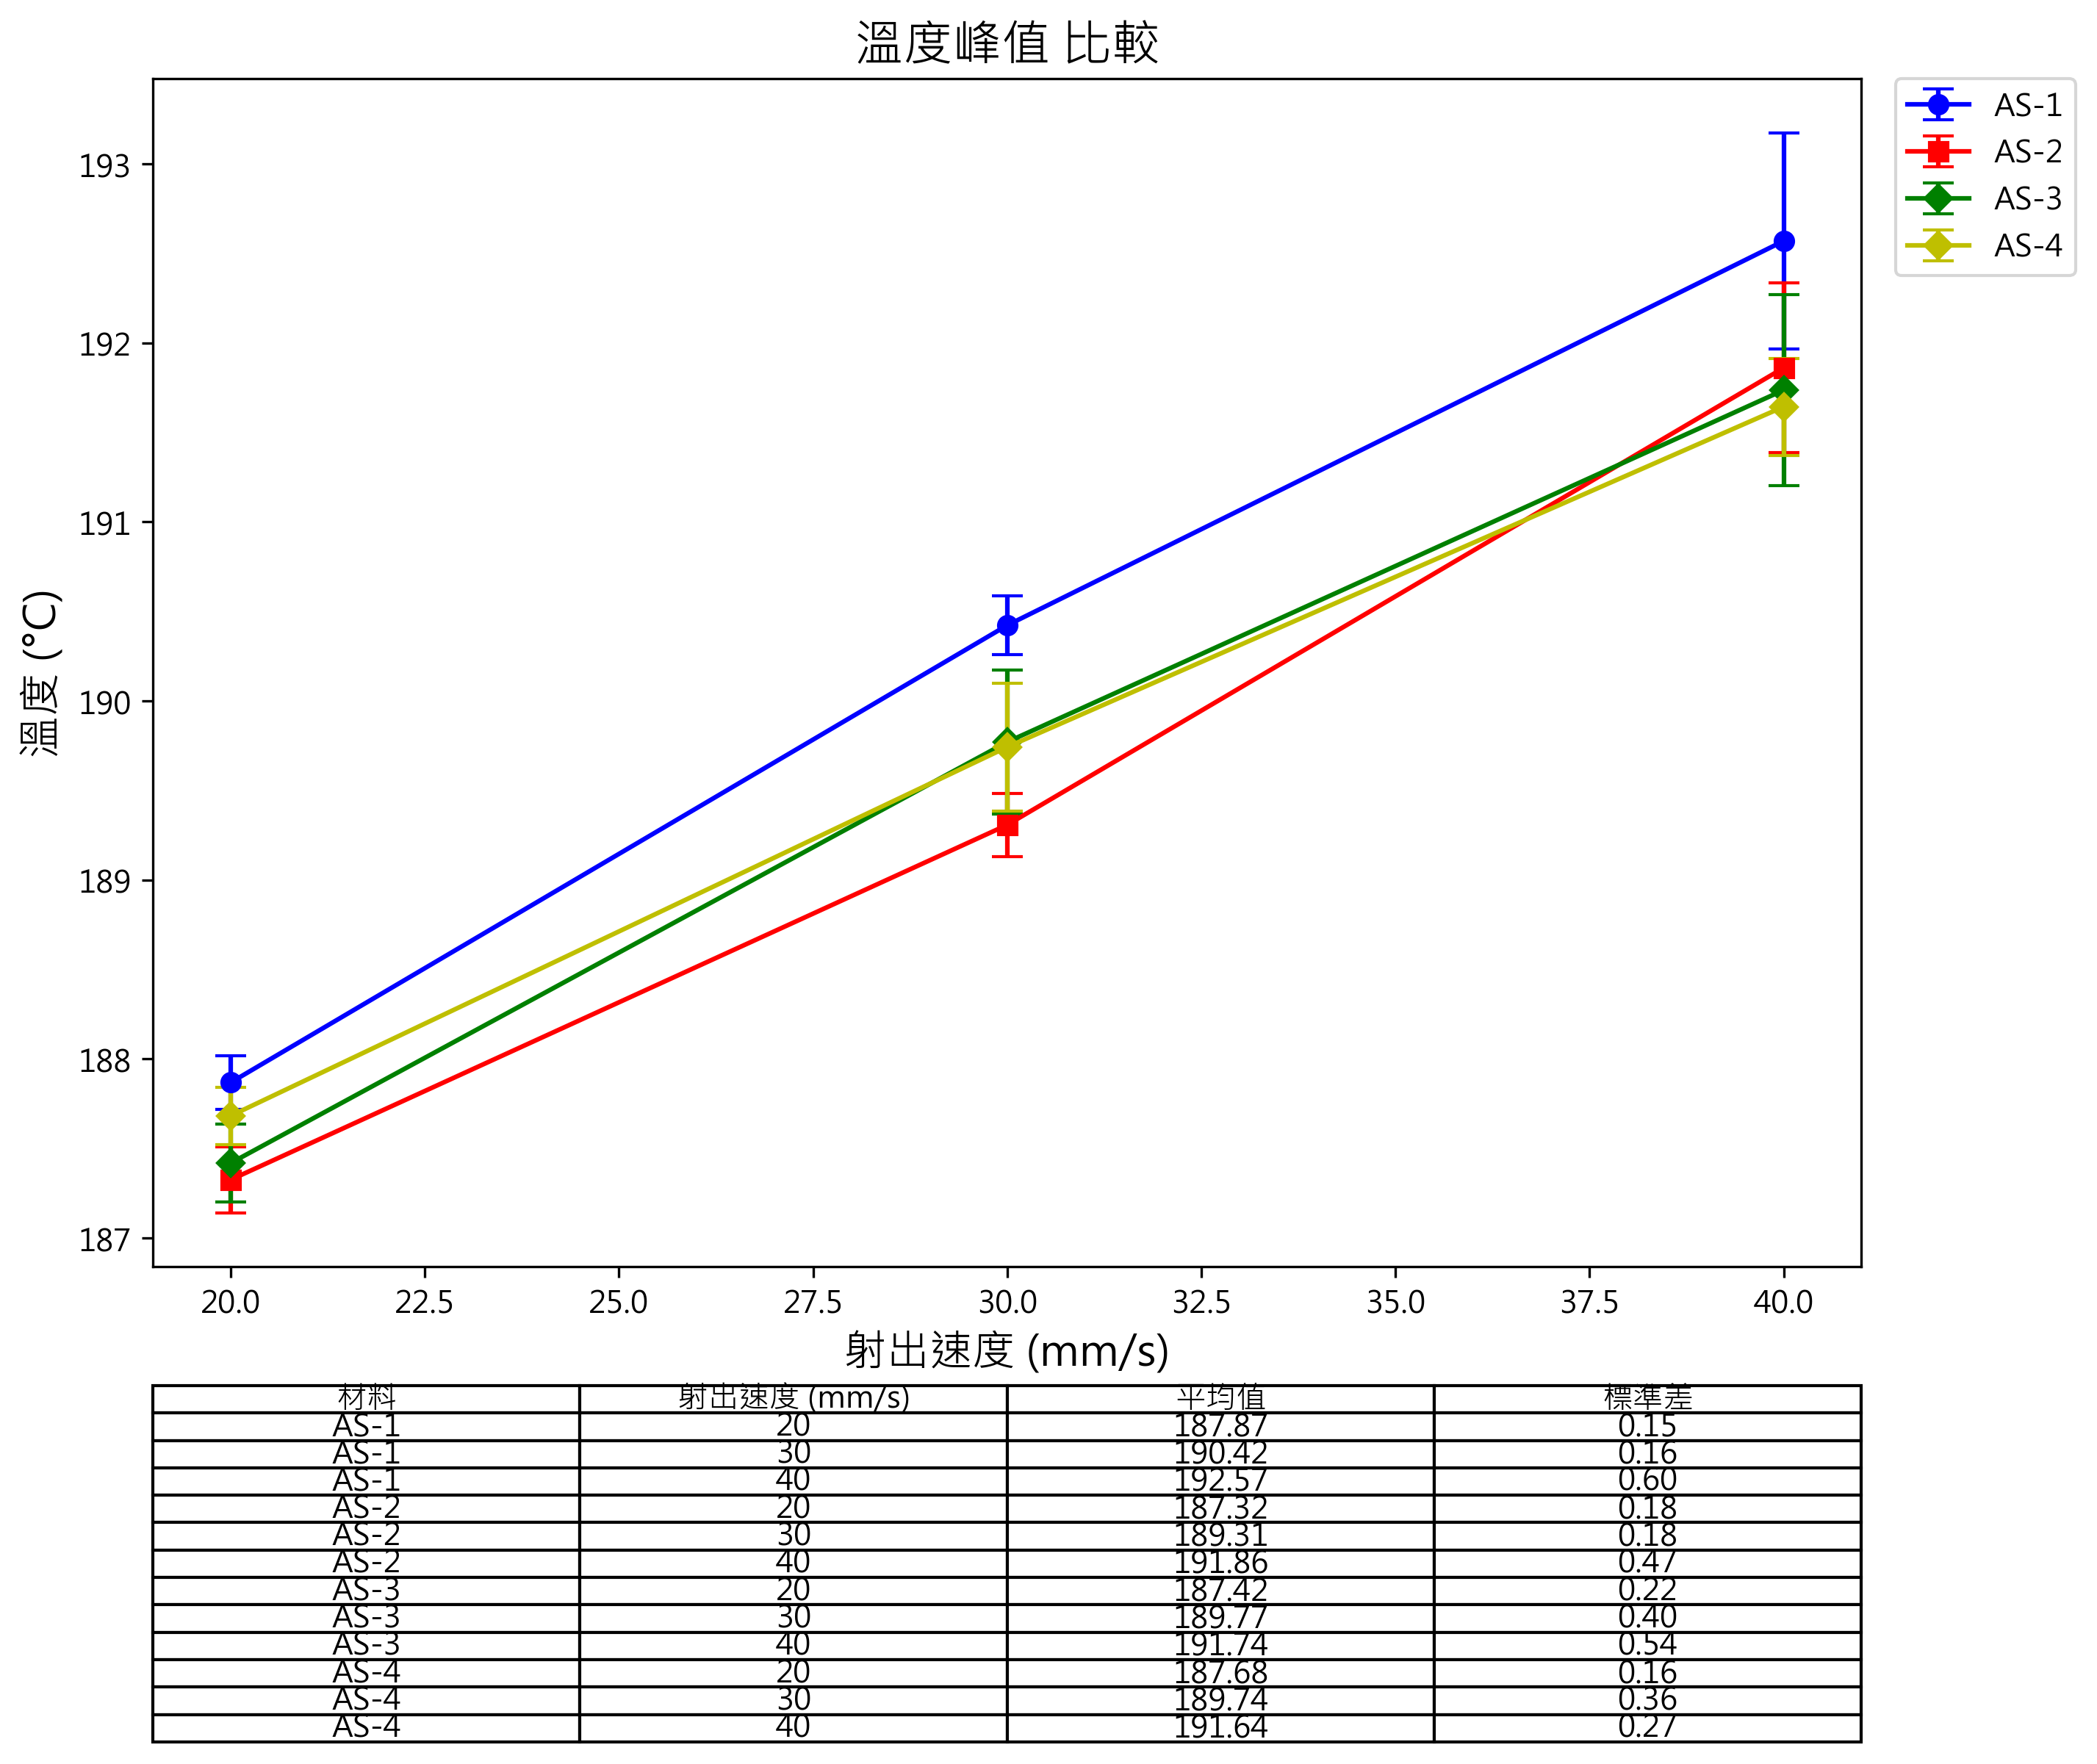 溫度峰值 比較
AS-1
AS-2
AS-3
AS-4
193
192
191
190
189
188
187
溫度 (°C)
20.0 22.5 25.0 27.5 30.0 32.5 35.0 37.5 40.0
射出速度 (mm/s)
材料 射出速度 (mm/s) 平均值 標準差
AS-1 20 187.87 0.15
AS-1 30 190.42 0.16
AS-1 40 192.57 0.60
AS-2 20 187.32 0.18
AS-2 30 189.31 0.18
AS-2 40 191.86 0.47
AS-3 20 187.42 0.22
AS-3 30 189.77 0.40
AS-3 40 191.74 0.54
AS-4 20 187.68 0.16
AS-4 30 189.74 0.36
AS-4 40 191.64 0.27